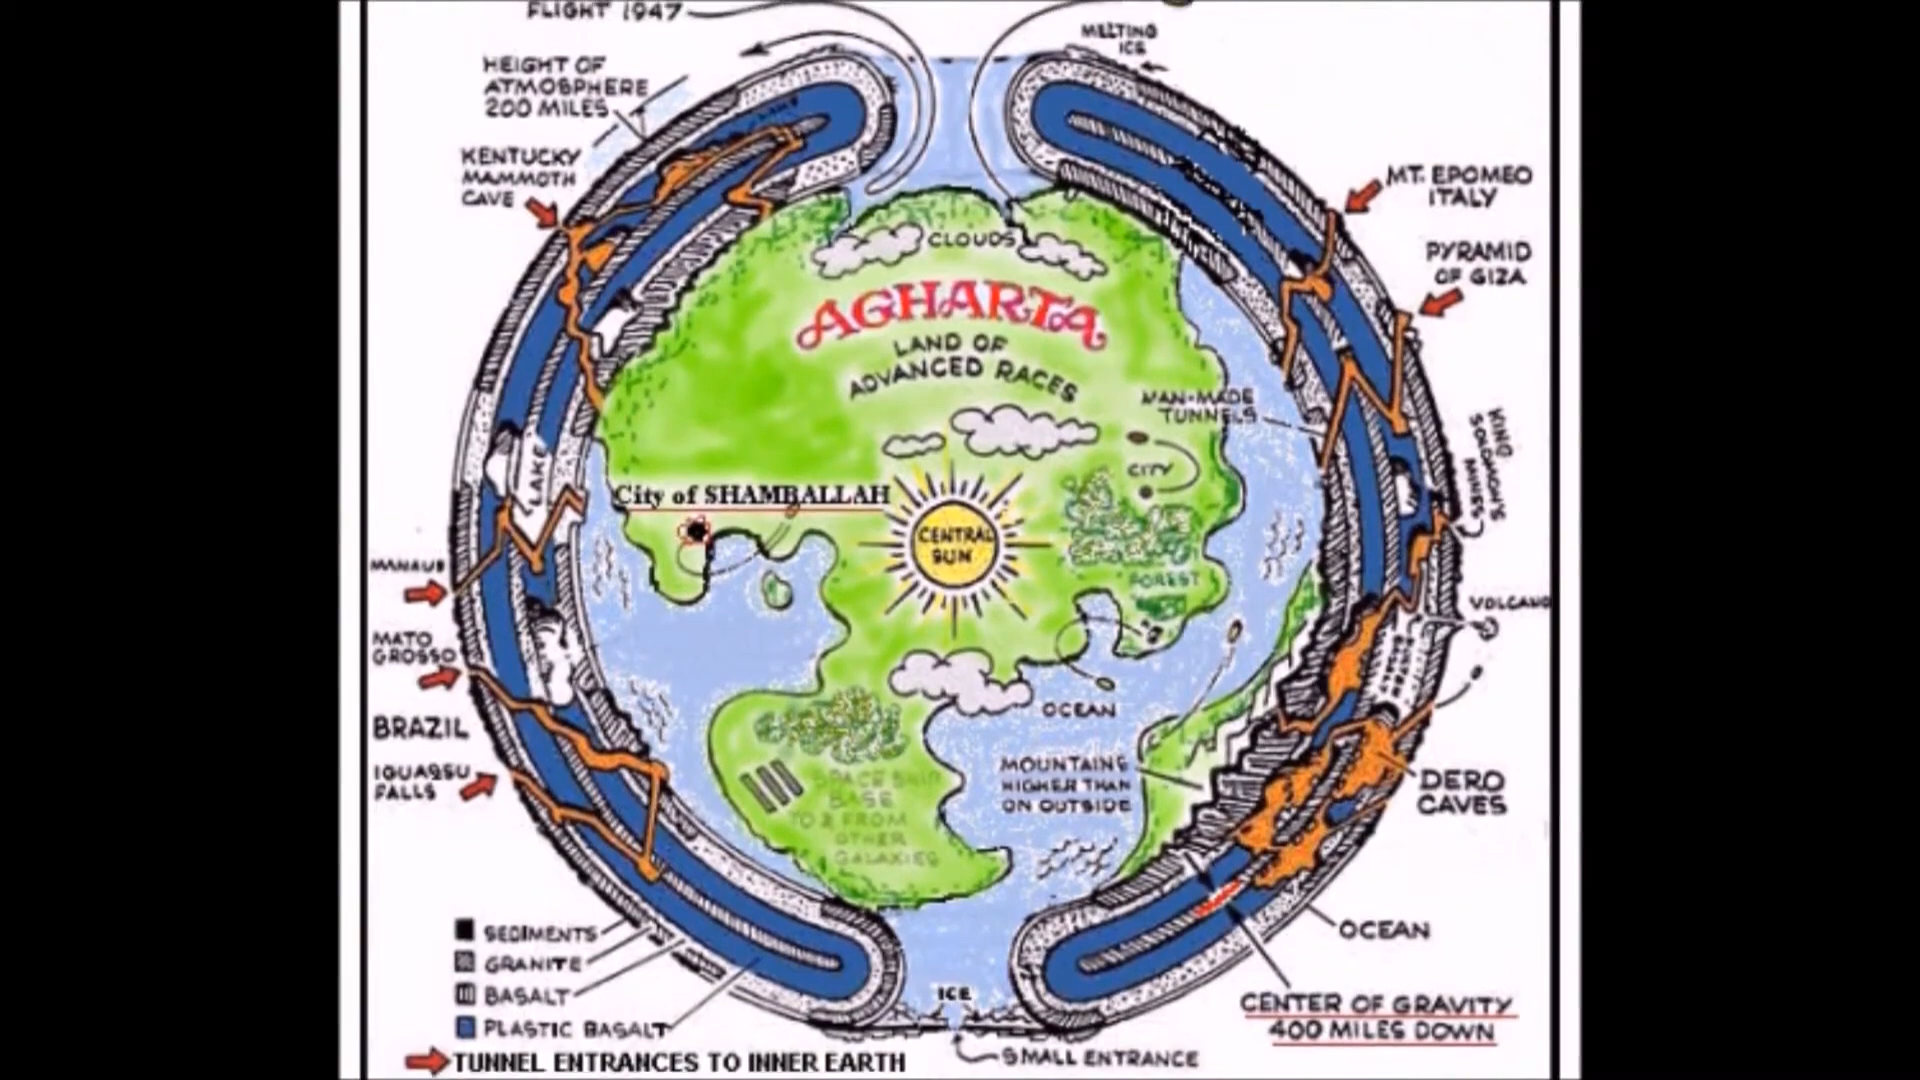 FLIGHT 1947
MELTING
ICE
HEIGHT OF
ATMOSPHERE
200 MILES
KENTUCKY
MAMMOTH
CAVE
LAKE
MT. EPOMEO
ITALY
PYRAMID
OF GIZA
CLOUDS
AGHARTA
LAND OF
ADVANCED RACES
MAN-MADE
TUNNELS
KING
SOLOMONS
MINES
LAKE
CITY
City of SHAMBALLAH
CENTRAL
SUN
FOREST
MANAUS
VOLCANO
MATO
GROSSO
BRAZIL
IGUASSU
FALLS
OCEAN
MOUNTAINS
HIGHER THAN
ON OUTSIDE
SPACE SHIP
BASE
TO & FROM
OTHER
GALAXIES
DERO
CAVES
OCEAN
SEDIMENTS
GRANITE
BASALT
PLASTIC BASALT
ICE
CENTER OF GRAVITY
400 MILES DOWN
SMALL ENTRANCE
TUNNEL ENTRANCES TO INNER EARTH